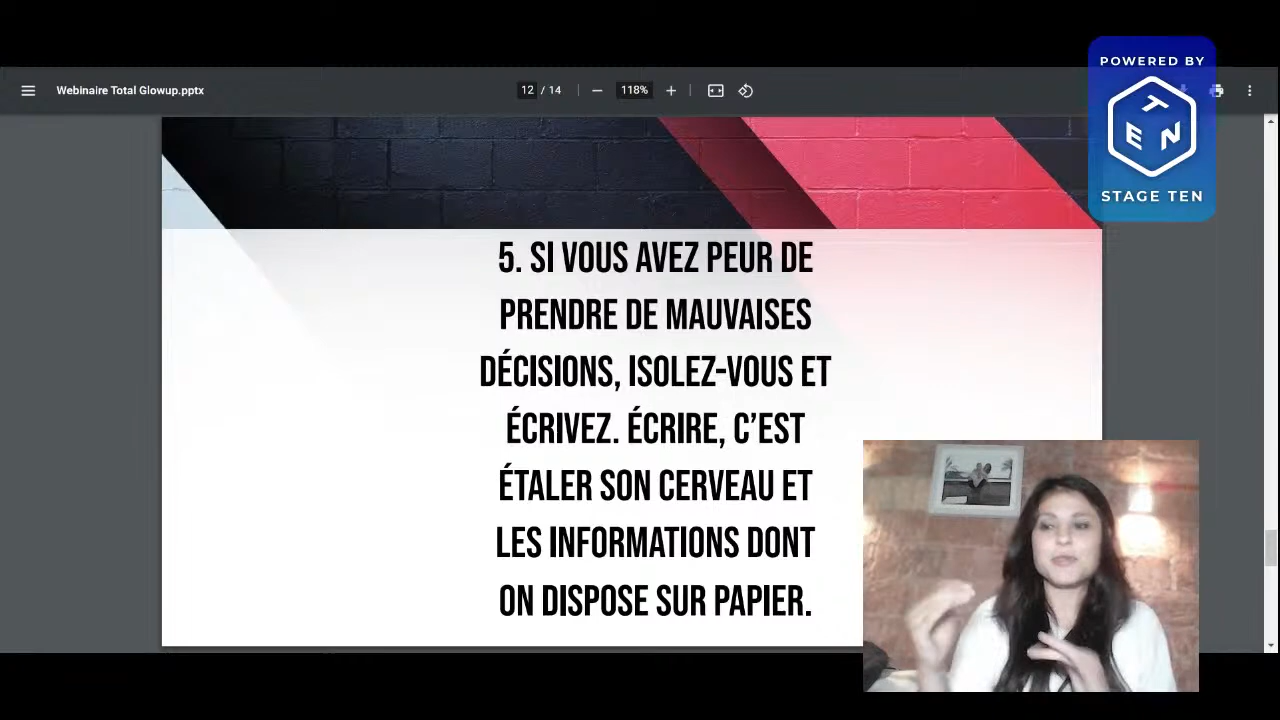 POWERED BY
TEN
STAGE TEN
Webinaire Total Glowup.pptx
12 / 14
118%
5. SI VOUS AVEZ PEUR DE
PRENDRE DE MAUVAISES
DÉCISIONS, ISOLEZ-VOUS ET
ÉCRIVEZ. ÉCRIRE, C’EST
ÉTALER SON CERVEAU ET
LES INFORMATIONS DONT
ON DISPOSE SUR PAPIER.